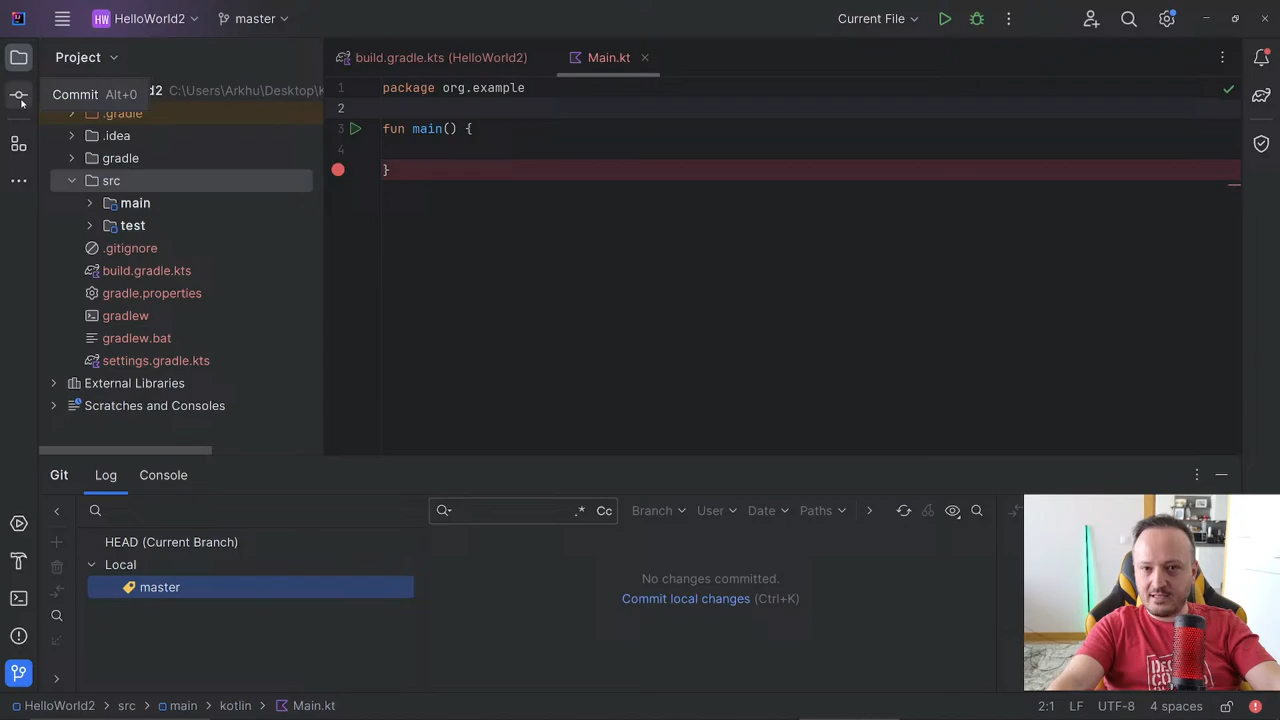 HW HelloWorld2 master Current File
Project build.gradle.kts (HelloWorld2) Main.kt
Commit Alt+0 d2 C:\Users\Arkhu\Desktop\K
.gradle
.idea
gradle
src
main
test
.gitignore
build.gradle.kts
gradle.properties
gradlew
gradlew.bat
settings.gradle.kts
External Libraries
Scratches and Consoles
1 package org.example
2
3 fun main() {
4
}
Git Log Console
.* Cc Branch User Date Paths
HEAD (Current Branch)
Local
master
No changes committed.
Commit local changes (Ctrl+K)
DEC
HelloWorld2 src main kotlin Main.kt 2:1 LF UTF-8 4 spaces